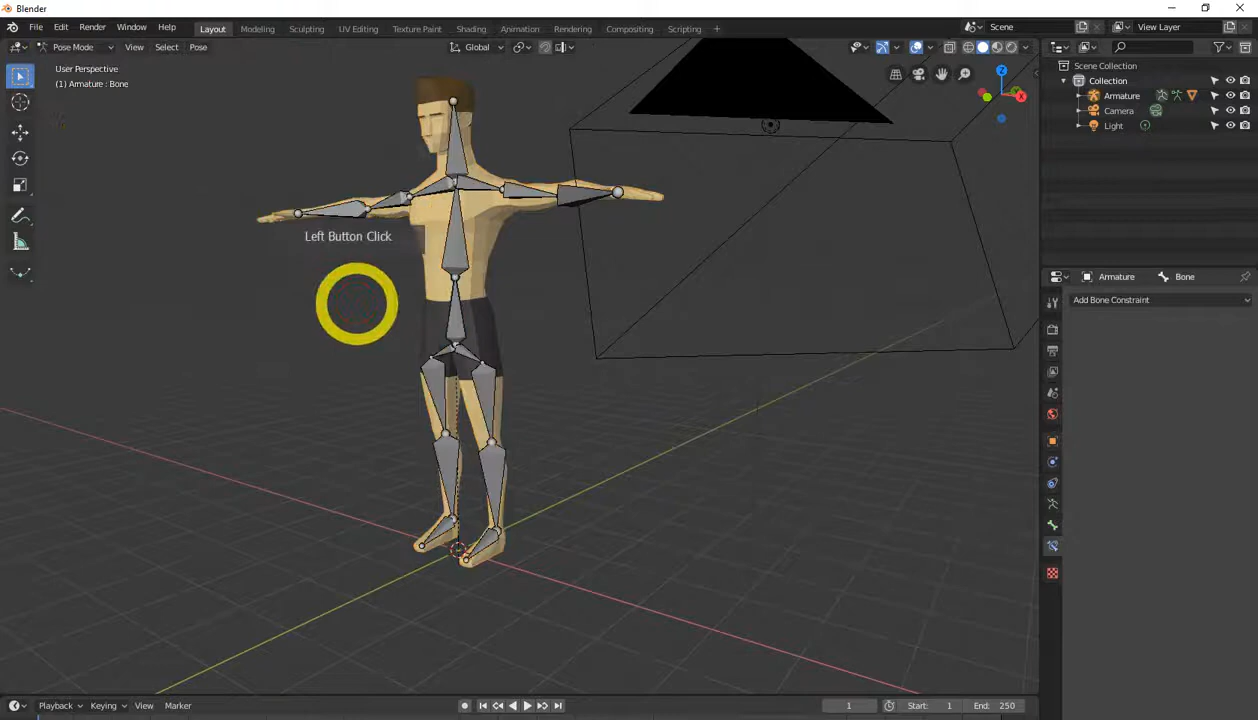 Blender
File Edit Render Window Help
Layout Modeling Sculpting UV Editing Texture Paint Shading Animation Rendering Compositing Scripting +
Scene
View Layer
Pose Mode View Select Pose
Global
User Perspective
(1) Armature : Bone
Z
X
Scene Collection
Collection
Armature
Camera
Light
Left Button Click
Armature Bone
Add Bone Constraint
Playback Keying View Marker
1
Start: 1
End: 250